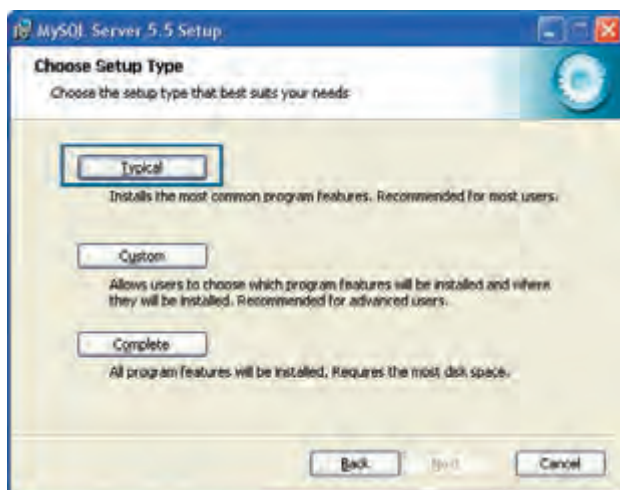 MySQL Server 5.5 Setup
Choose Setup Type
Choose the setup type that best suits your needs
Typical
Installs the most common program features. Recommended for most users.
Custom
Allows users to choose which program features will be installed and where
they will be installed. Recommended for advanced users.
Complete
All program features will be installed. Requires the most disk space.
Back Next Cancel